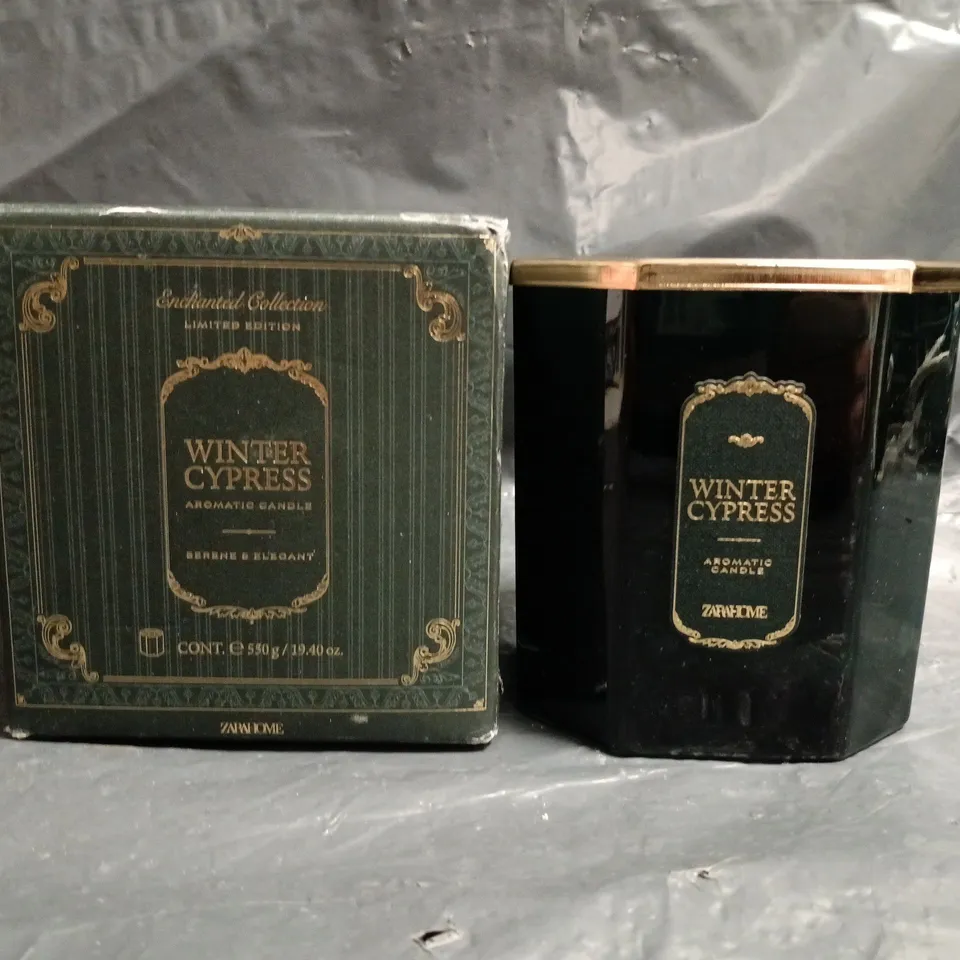 Enchanted Collection
LIMITED EDITION
WINTER
CYPRESS
AROMATIC CANDLE
SERENE & ELEGANT
CONT. ℮ 550 g / 19.40 oz.
ZARAHOME
WINTER
CYPRESS
AROMATIC
CANDLE
ZARAHOME